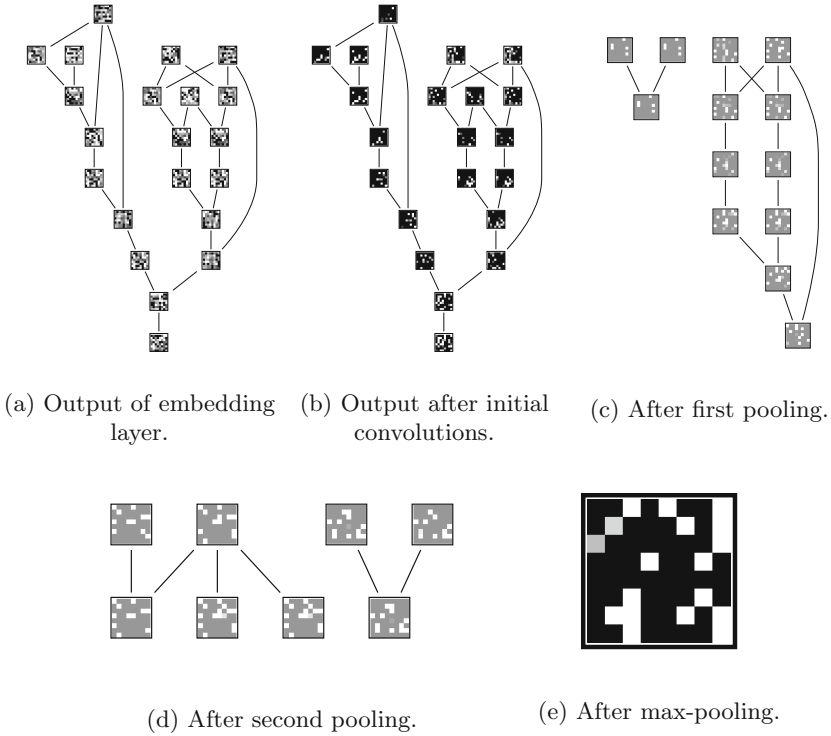 (a) Output of embedding
layer.
(b) Output after initial
convolutions.
(c) After first pooling.
(d) After second pooling.
(e) After max-pooling.